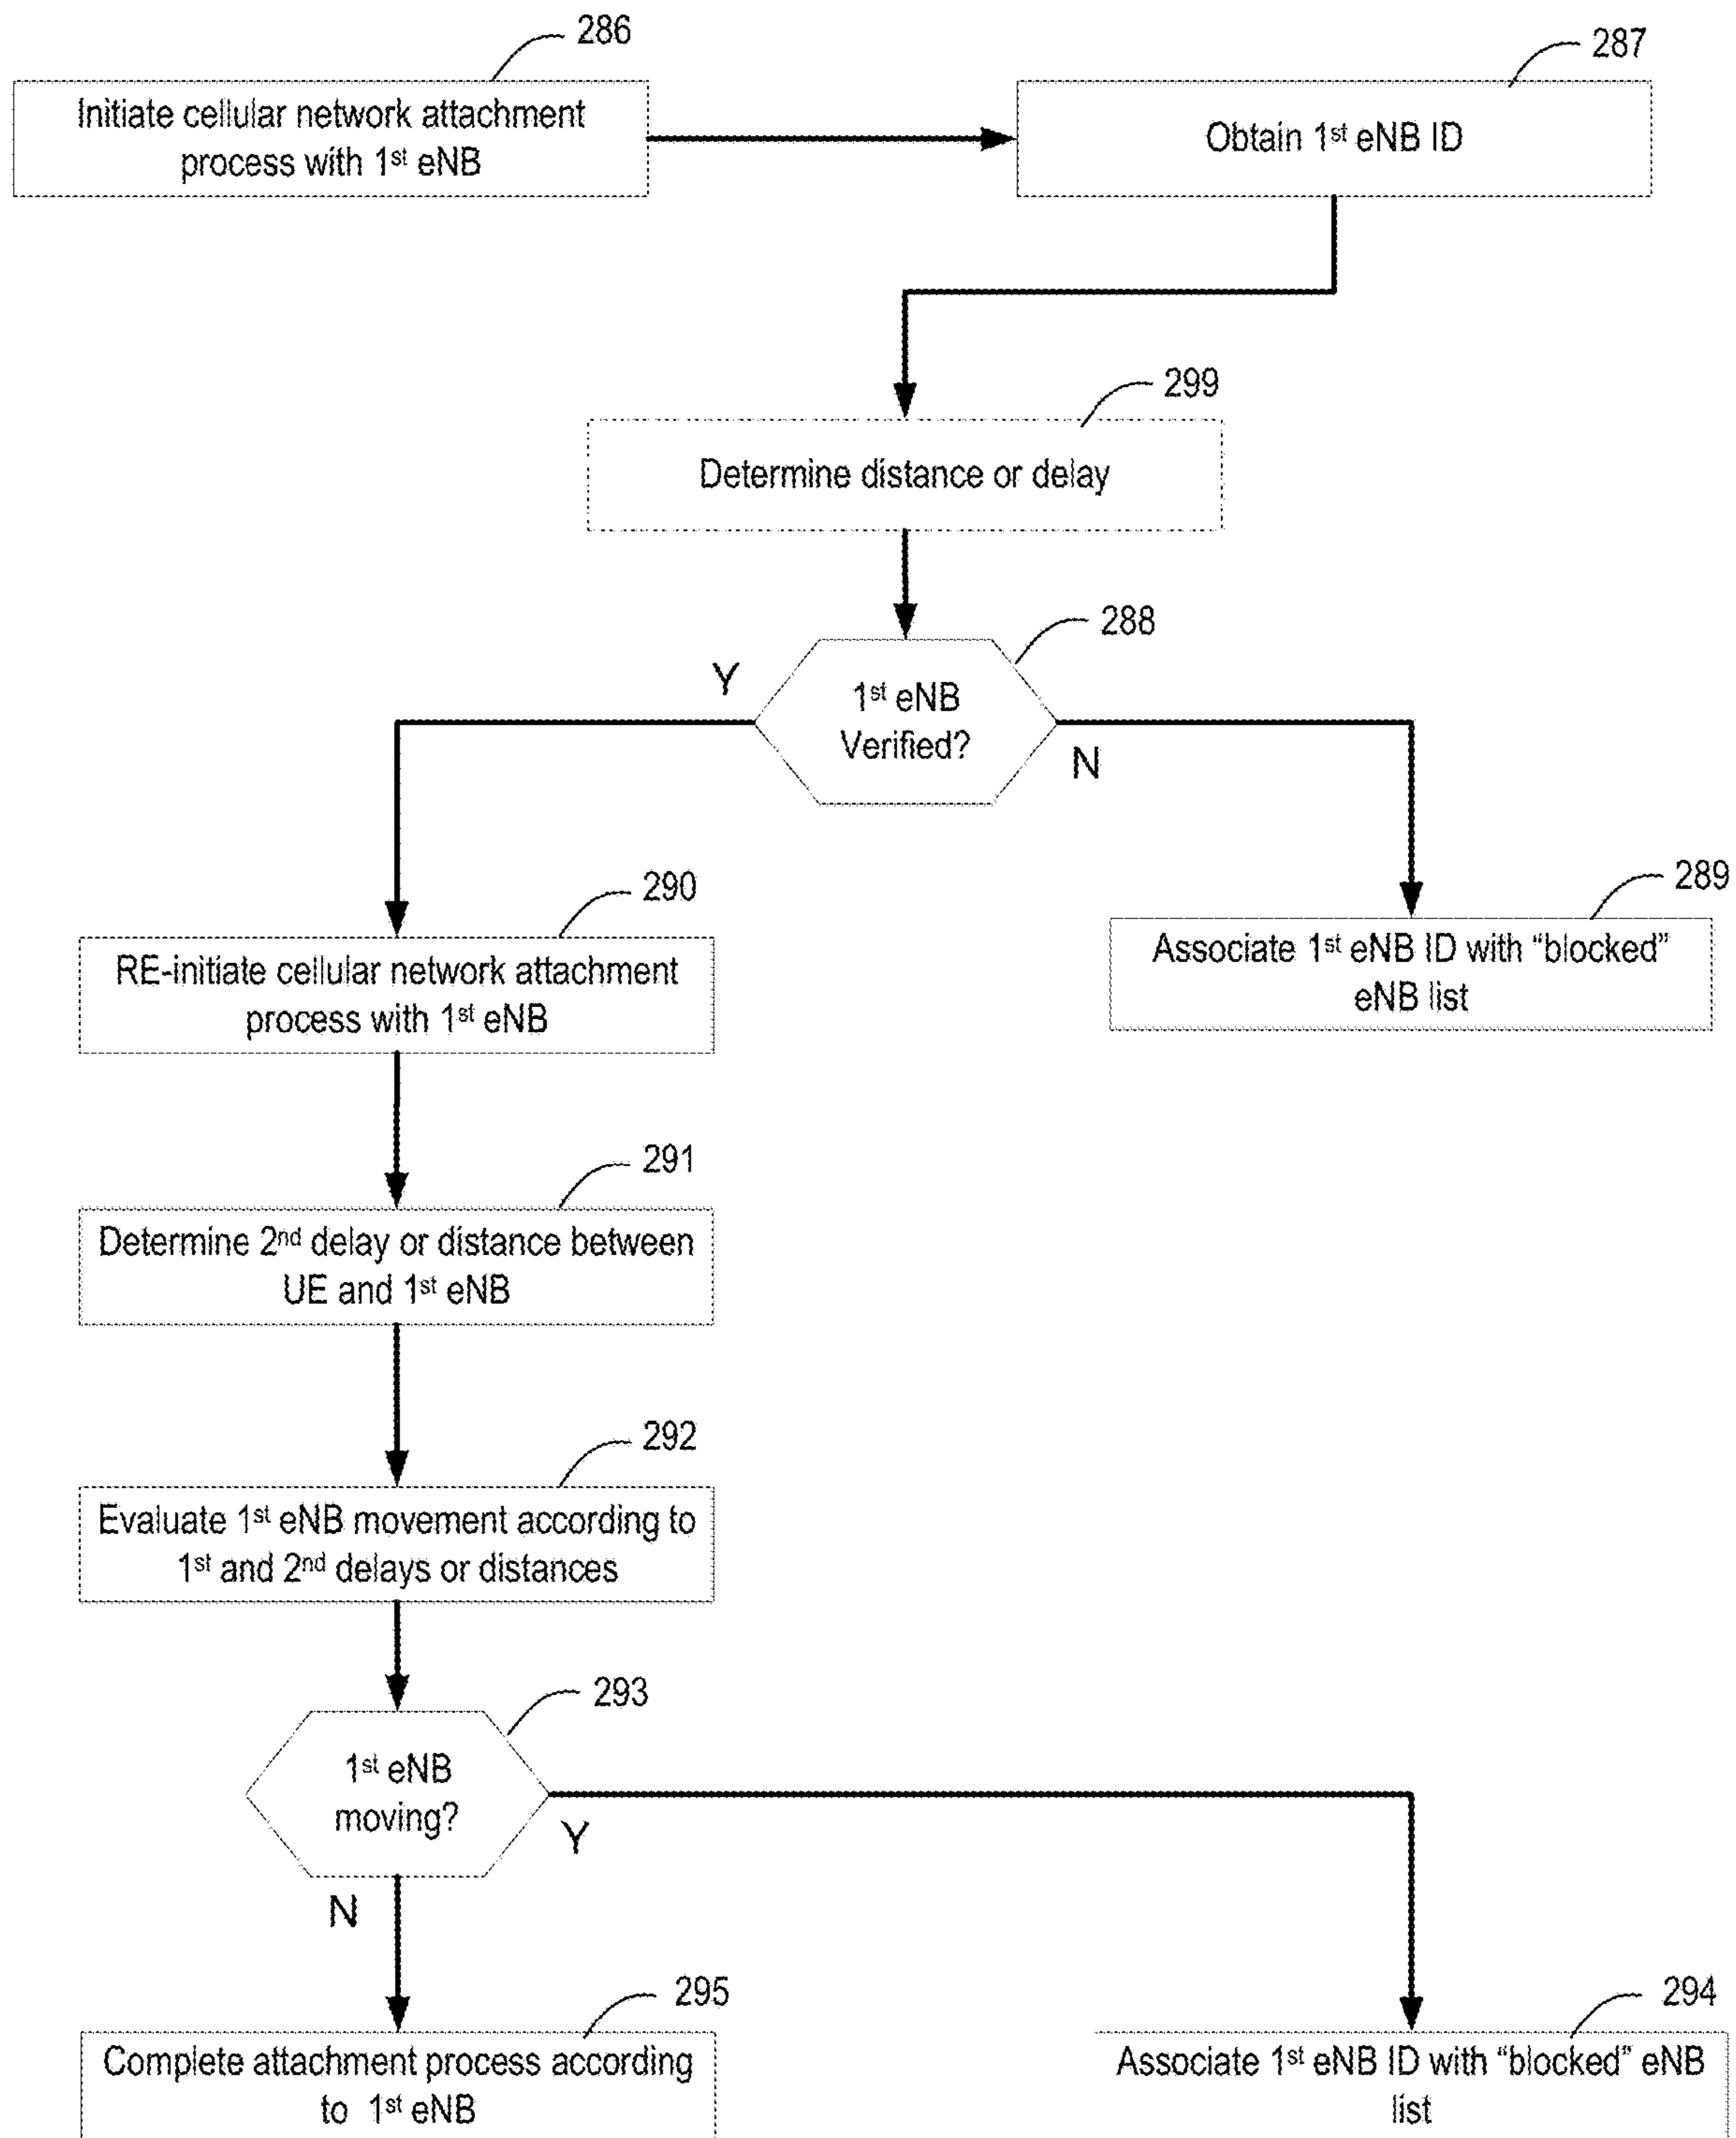 286
287
Initiate cellular network attachment
process with 1st eNB
Obtain 1st eNB ID
299
Determine distance or delay
288
Y
1st eNB
Verified?
N
290
289
RE-initiate cellular network attachment
process with 1st eNB
Associate 1st eNB ID with “blocked”
eNB list
291
Determine 2nd delay or distance between
UE and 1st eNB
292
Evaluate 1st eNB movement according to
1st and 2nd delays or distances
293
1st eNB
moving?
Y
N
295
294
Complete attachment process according
to 1st eNB
Associate 1st eNB ID with “blocked” eNB
list